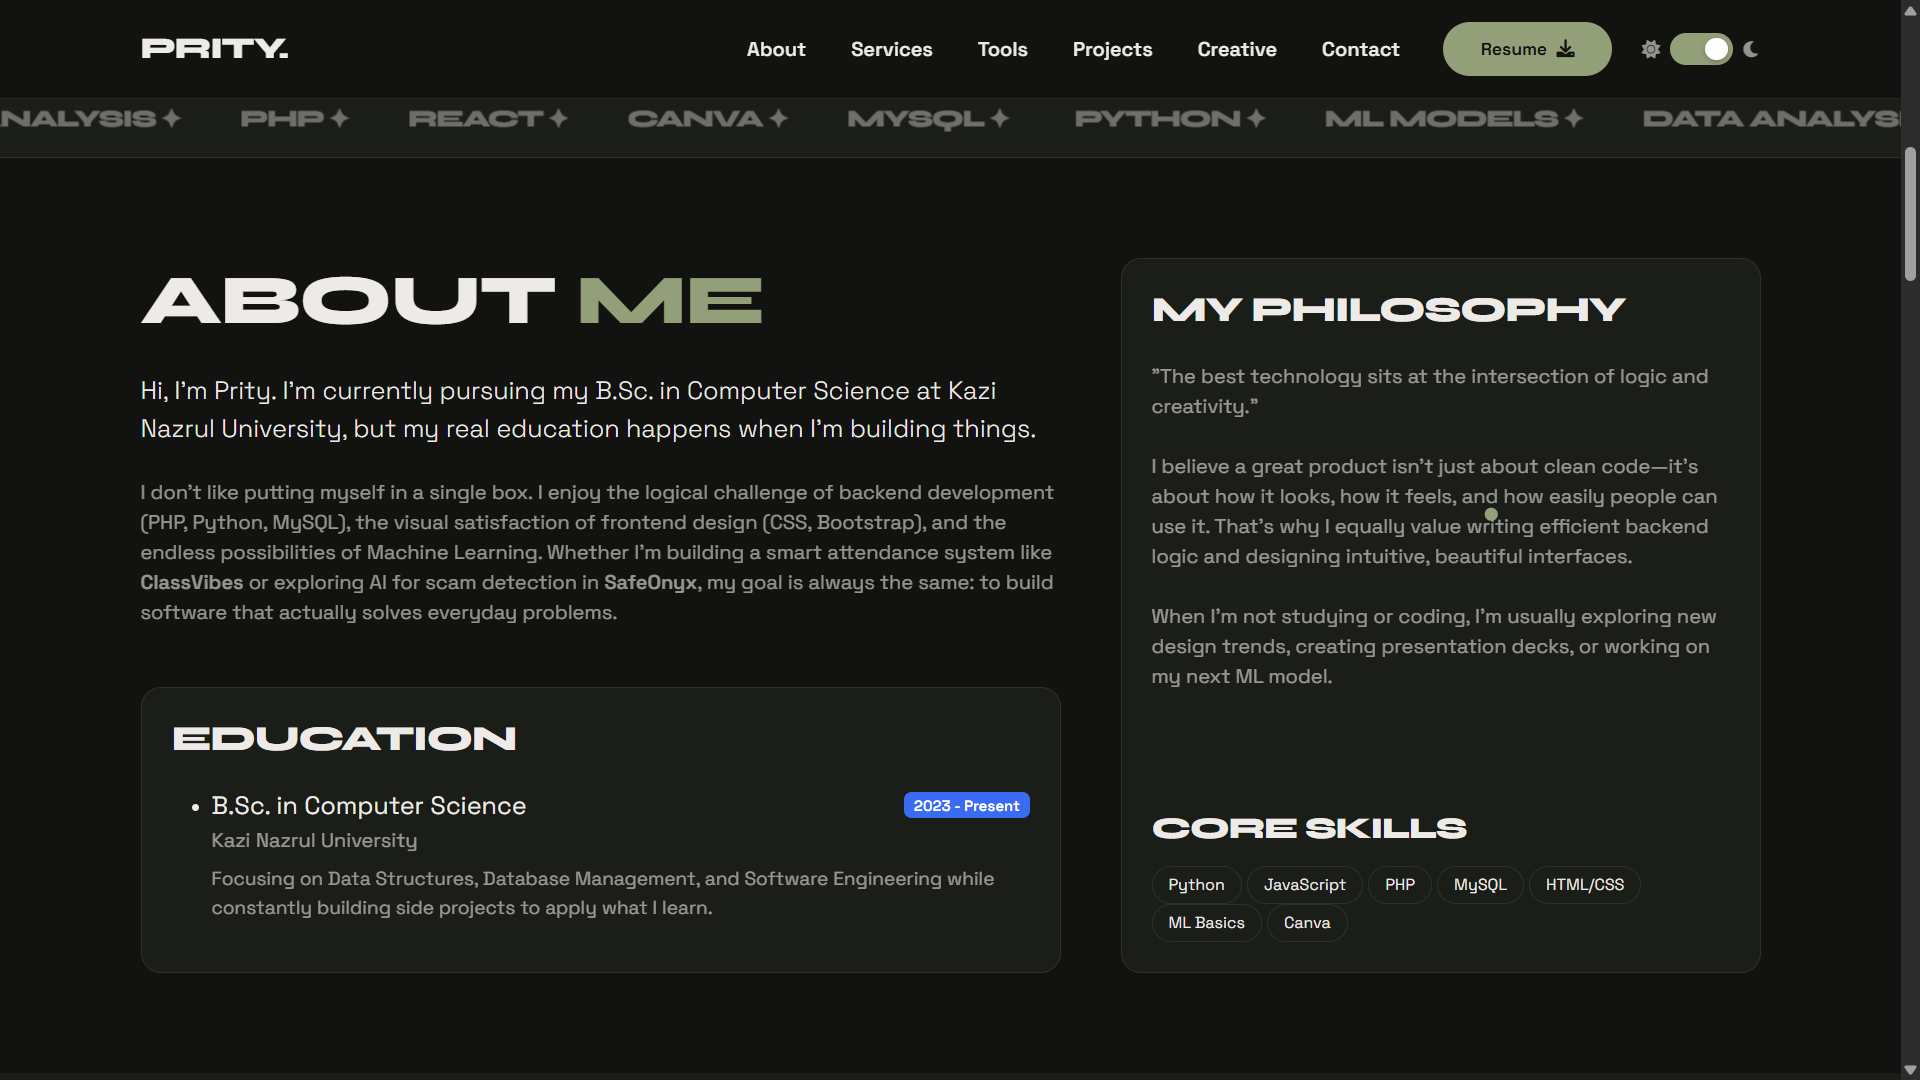 PRITY.
About Services Tools Projects Creative Contact Resume
NALYSIS ✦ PHP ✦ REACT ✦ CANVA ✦ MYSQL ✦ PYTHON ✦ ML MODELS ✦ DATA ANALYS
ABOUT ME
Hi, I'm Prity. I'm currently pursuing my B.Sc. in Computer Science at Kazi
Nazrul University, but my real education happens when I'm building things.
I don't like putting myself in a single box. I enjoy the logical challenge of backend development
(PHP, Python, MySQL), the visual satisfaction of frontend design (CSS, Bootstrap), and the
endless possibilities of Machine Learning. Whether I'm building a smart attendance system like
ClassVibes or exploring AI for scam detection in SafeOnyx, my goal is always the same: to build
software that actually solves everyday problems.
EDUCATION
• B.Sc. in Computer Science
2023 - Present
Kazi Nazrul University
Focusing on Data Structures, Database Management, and Software Engineering while
constantly building side projects to apply what I learn.
MY PHILOSOPHY
"The best technology sits at the intersection of logic and
creativity."
I believe a great product isn't just about clean code—it's
about how it looks, how it feels, and how easily people can
use it. That's why I equally value writing efficient backend
logic and designing intuitive, beautiful interfaces.
When I'm not studying or coding, I'm usually exploring new
design trends, creating presentation decks, or working on
my next ML model.
CORE SKILLS
Python JavaScript PHP MySQL HTML/CSS
ML Basics Canva